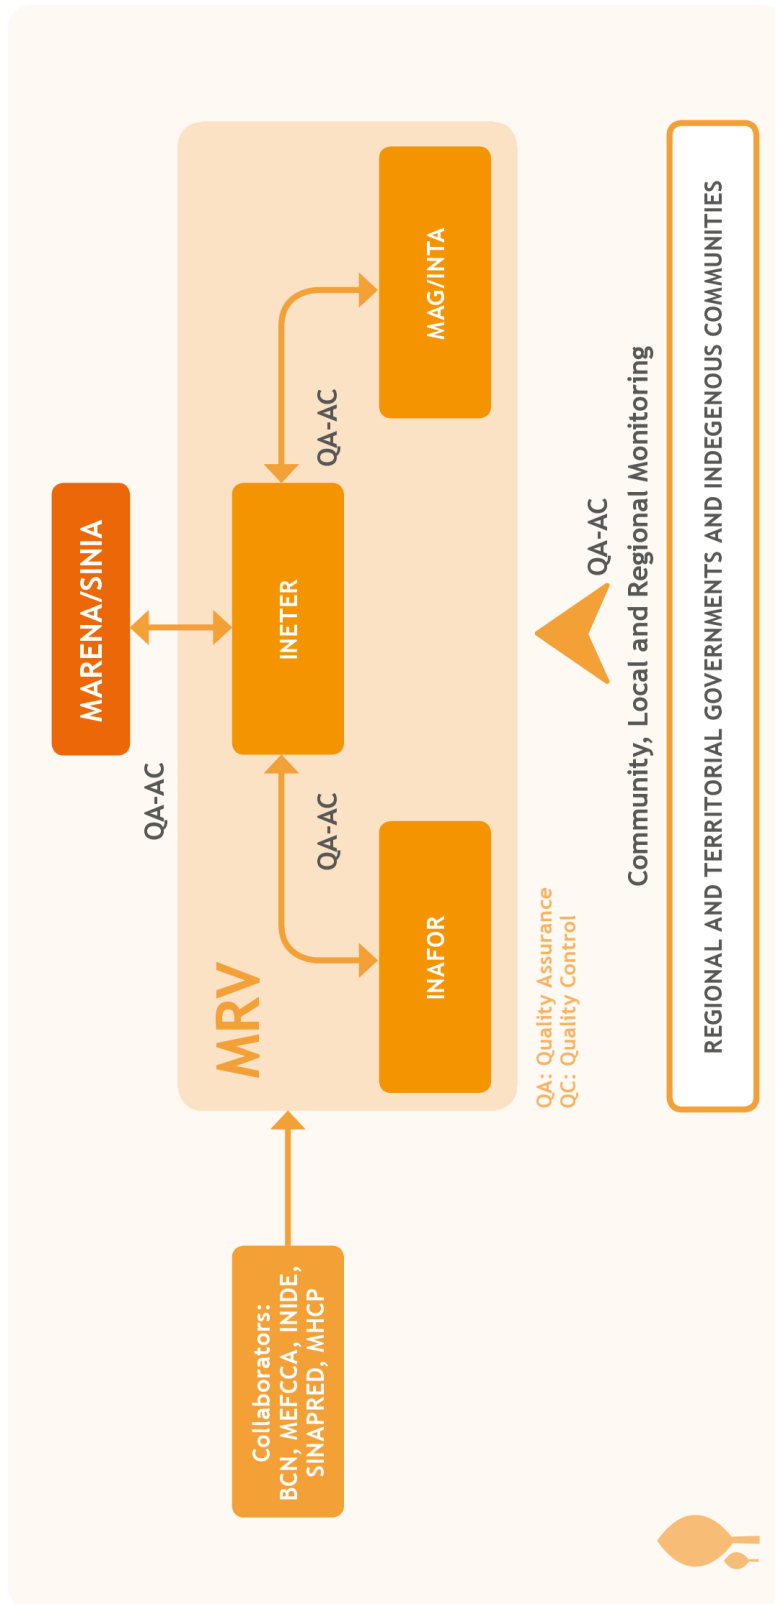 MARENA/SINIA
QA-AC
MRV
INETER
QA-AC
QA-AC
Collaborators:
BCN, MEFCCA, INIDE,
SINAPRED, MHCP
INAFOR
MAG/INTA
QA: Quality Assurance
QC: Quality Control
QA-AC
Community, Local and Regional Monitoring
REGIONAL AND TERRITORIAL GOVERNMENTS AND INDEGENOUS COMMUNITIES